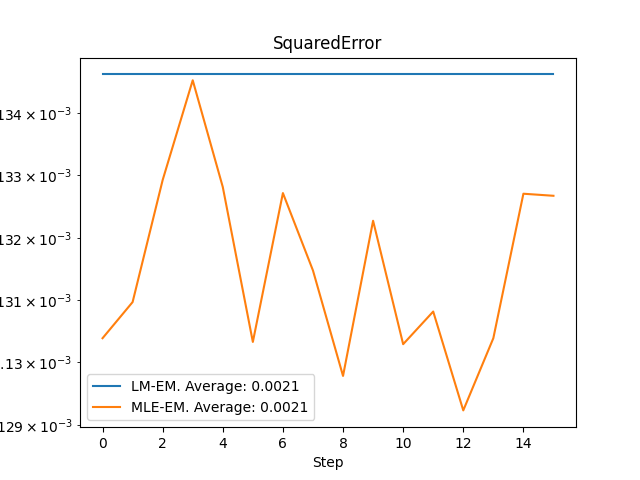 SquaredError
134 × 10⁻³
133 × 10⁻³
132 × 10⁻³
131 × 10⁻³
.13 × 10⁻³
129 × 10⁻³
LM-EM. Average: 0.0021
MLE-EM. Average: 0.0021
0 2 4 6 8 10 12 14
Step